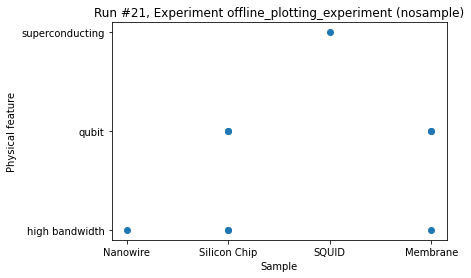 Run #21, Experiment offline_plotting_experiment (nosample)
superconducting
qubit
high bandwidth
Physical feature
Nanowire Silicon Chip SQUID Membrane
Sample